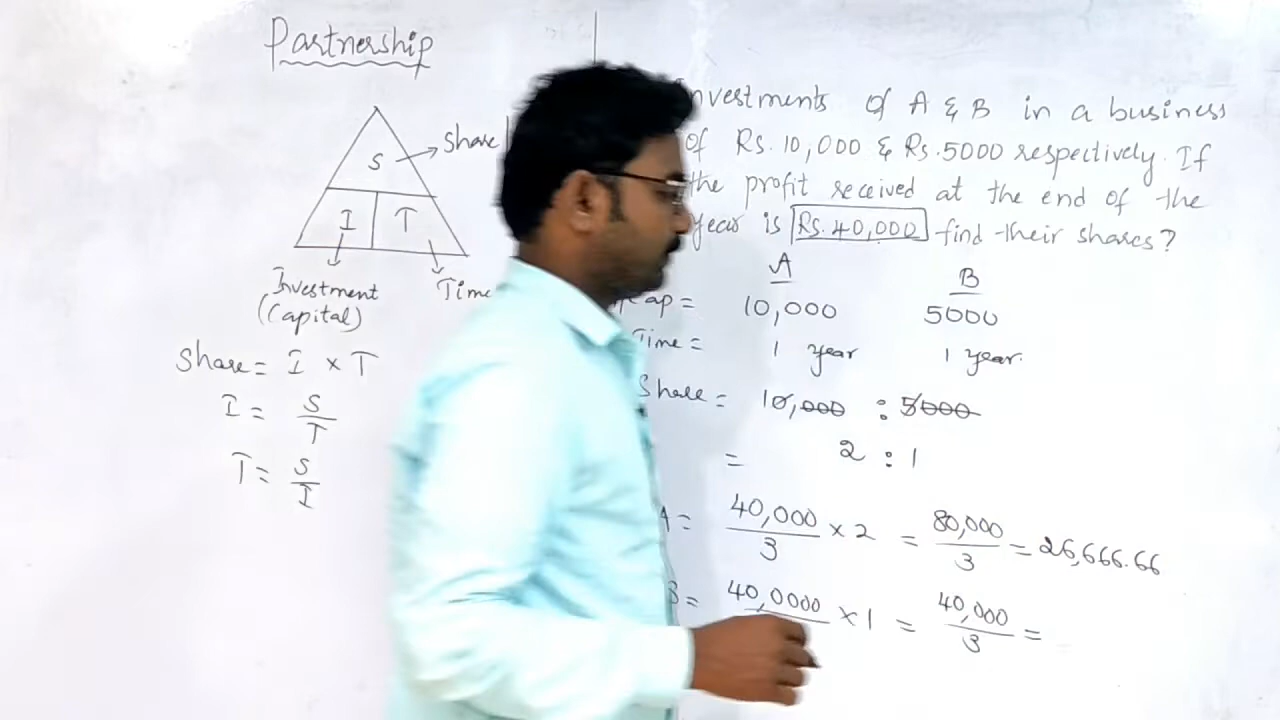 Partnership
S → Share
I T
Investment
(Capital)
Time
Share = I × T
I = S/T
T = S/I
nvestments of A & B in a business
of Rs. 10,000 & Rs. 5000 respectively. If
the profit received at the end of the
year is Rs. 40,000 find their shares?
A B
Cap = 10,000 5000
Time = 1 year 1 year.
Share = 10,000 : 5000
= 2 : 1
A = 40,000/3 × 2 = 80,000/3 = 26,666.66
B = 40,0000 × 1 = 40,000/3 =